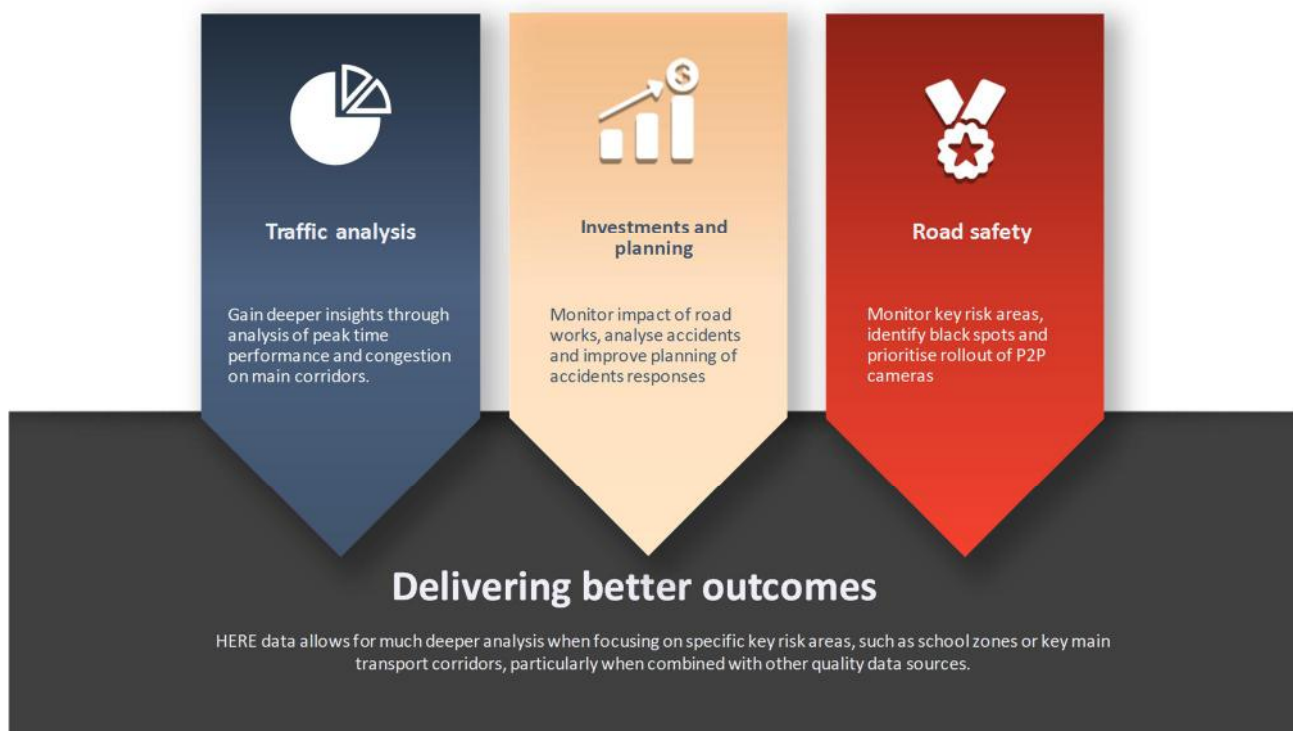 Traffic analysis
Gain deeper insights through
analysis of peak time
performance and congestion
on main corridors.
Investments and
planning
Monitor impact of road
works, analyse accidents
and improve planning of
accidents responses
Road safety
Monitor key risk areas,
identify black spots and
prioritise rollout of P2P
cameras
Delivering better outcomes
HERE data allows for much deeper analysis when focusing on specific key risk areas, such as school zones or key main
transport corridors, particularly when combined with other quality data sources.